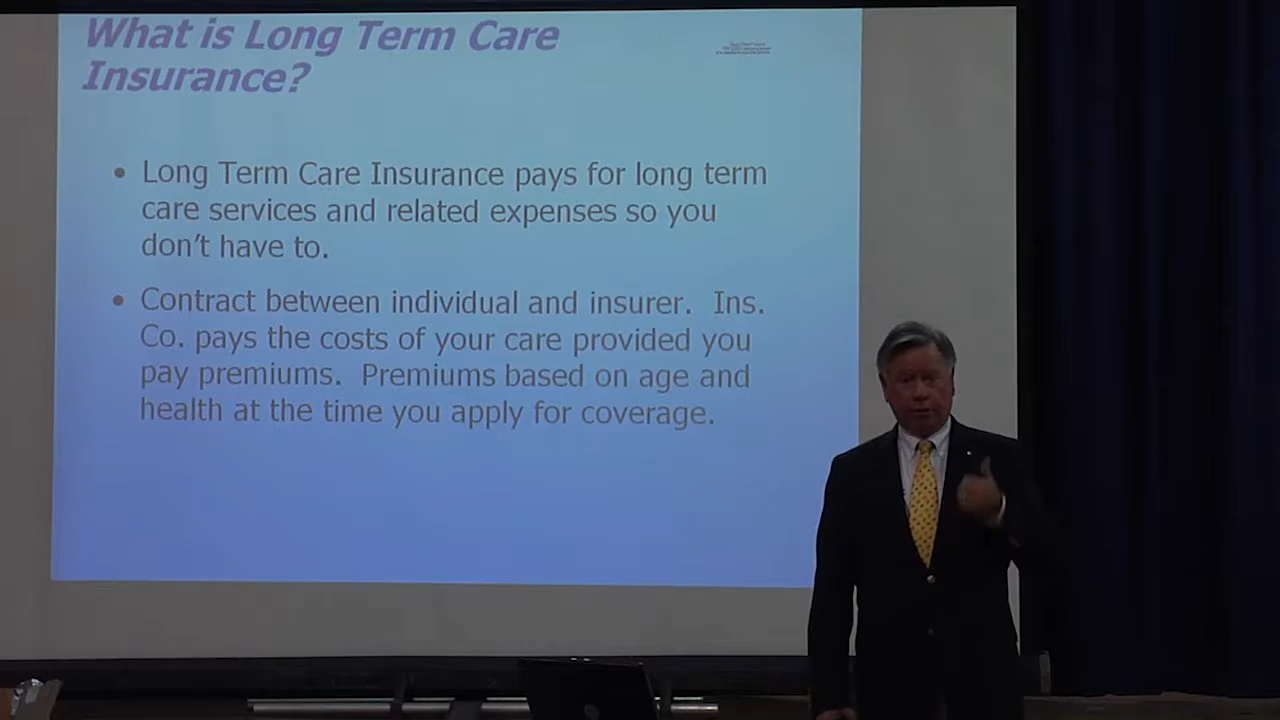 What is Long Term Care
Insurance?
• Long Term Care Insurance pays for long term
care services and related expenses so you
don't have to.
• Contract between individual and insurer.  Ins.
Co. pays the costs of your care provided you
pay premiums.  Premiums based on age and
health at the time you apply for coverage.